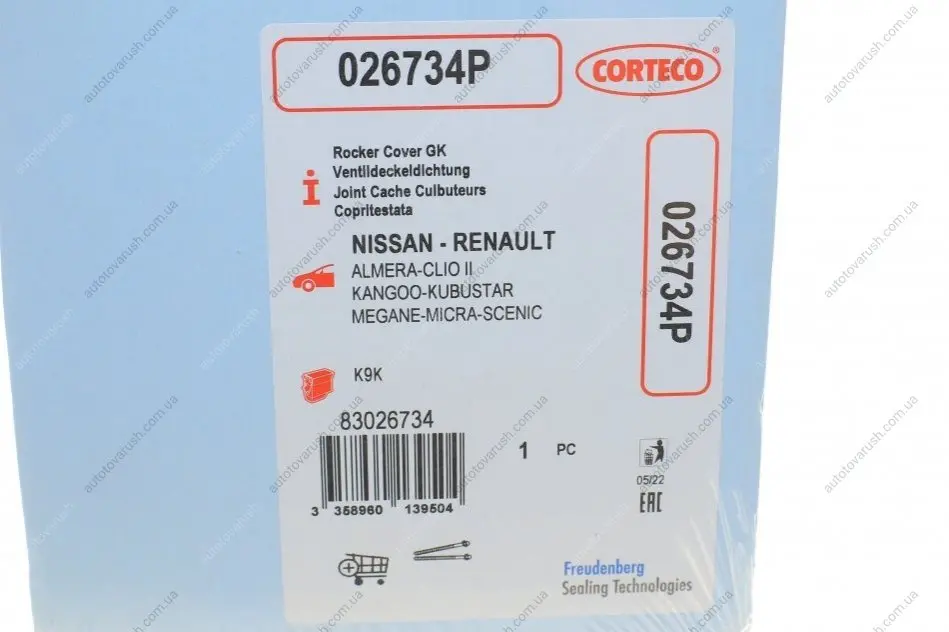 026734P
CORTECO®
Rocker Cover GK
Ventildeckeldichtung
Joint Cache Culbuteurs
Copritestata
NISSAN - RENAULT
ALMERA-CLIO II
KANGOO-KUBUSTAR
MEGANE-MICRA-SCENIC
026734P
K9K
83026734
1 PC
3 358960 139504
05/22
EAC
Freudenberg
Sealing Technologies
autotovarush.com.ua